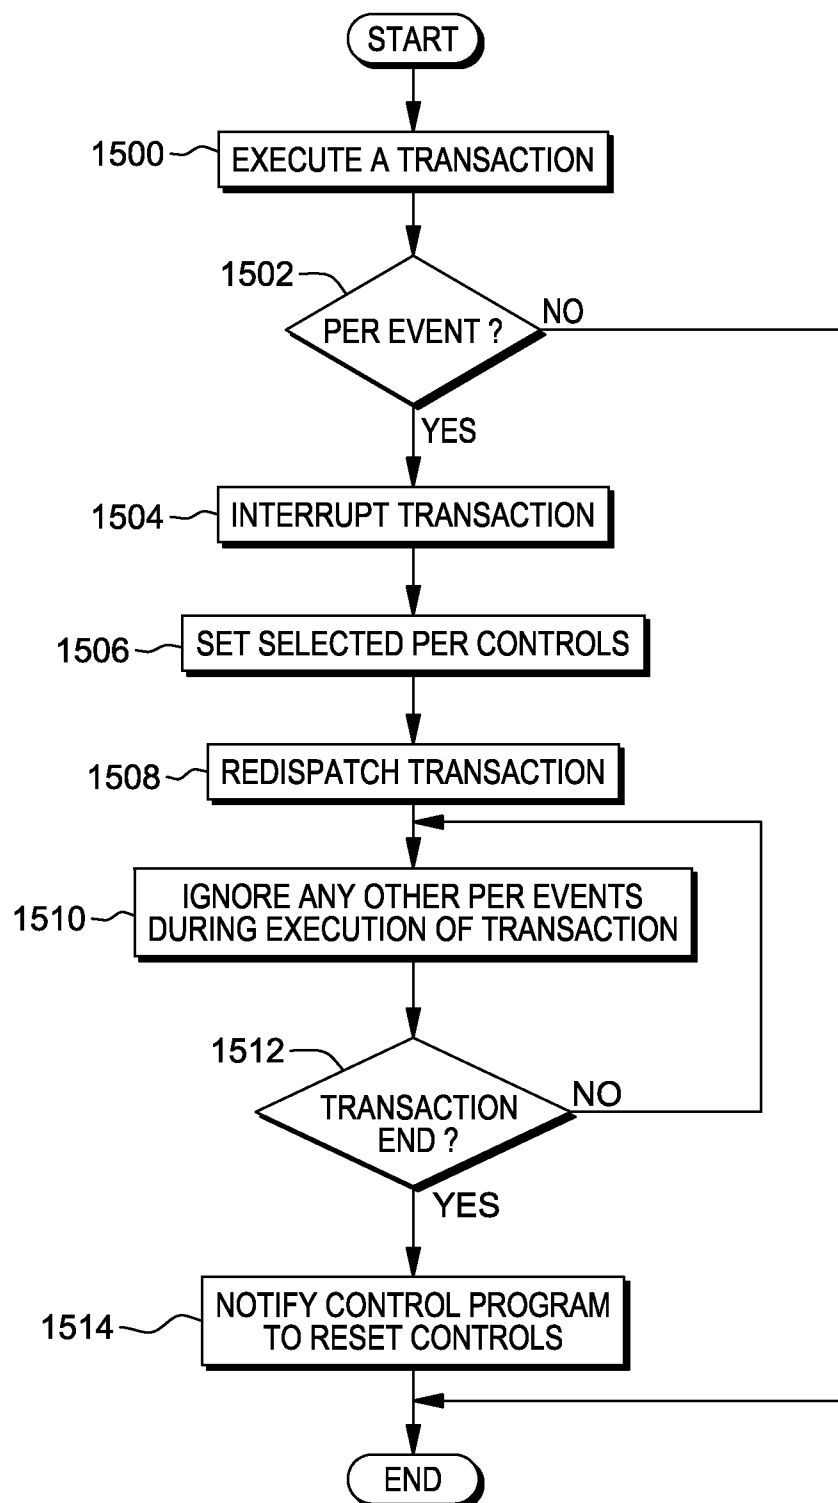 START
1500
EXECUTE A TRANSACTION
1502
PER EVENT ?
NO
YES
1504
INTERRUPT TRANSACTION
1506
SET SELECTED PER CONTROLS
1508
REDISPATCH TRANSACTION
1510
IGNORE ANY OTHER PER EVENTS
DURING EXECUTION OF TRANSACTION
1512
TRANSACTION
END ?
NO
YES
1514
NOTIFY CONTROL PROGRAM
TO RESET CONTROLS
END